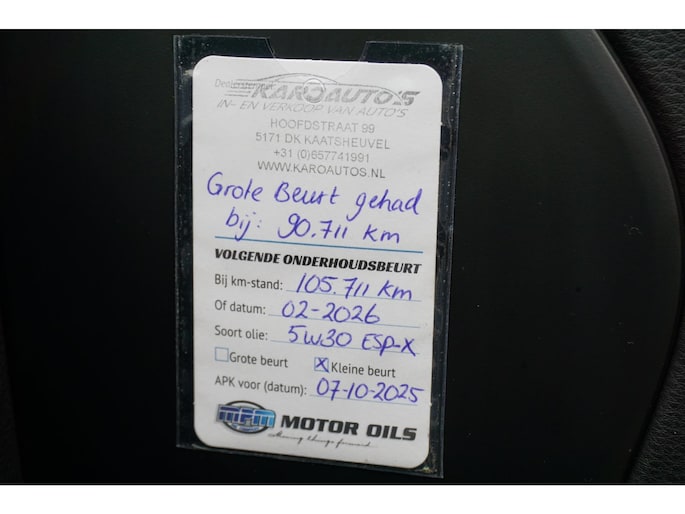 KAROAUTO'S
IN- EN VERKOOP VAN AUTO'S
HOOFDSTRAAT 99
5171 DK KAATSHEUVEL
+31 (0)657741991
WWW.KAROAUTOS.NL
Grote Beurt gehad
bij: 90.711 km
VOLGENDE ONDERHOUDSBEURT
Bij km-stand: 105.711 km
Of datum: 02-2026
Soort olie: 5W30 ESP-X
Grote beurt X Kleine beurt
APK voor (datum): 07-10-2025
MPM MOTOR OILS